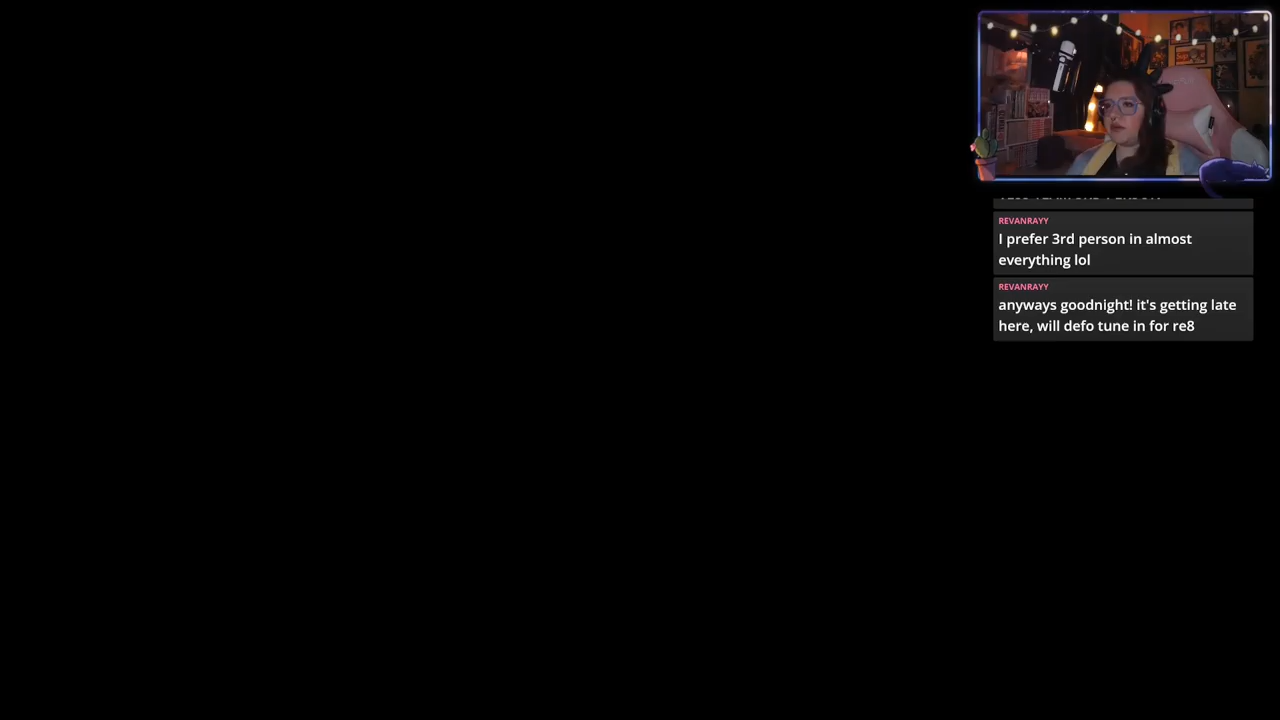 REVANRAYY
I prefer 3rd person in almost
everything lol
REVANRAYY
anyways goodnight! it's getting late
here, will defo tune in for re8